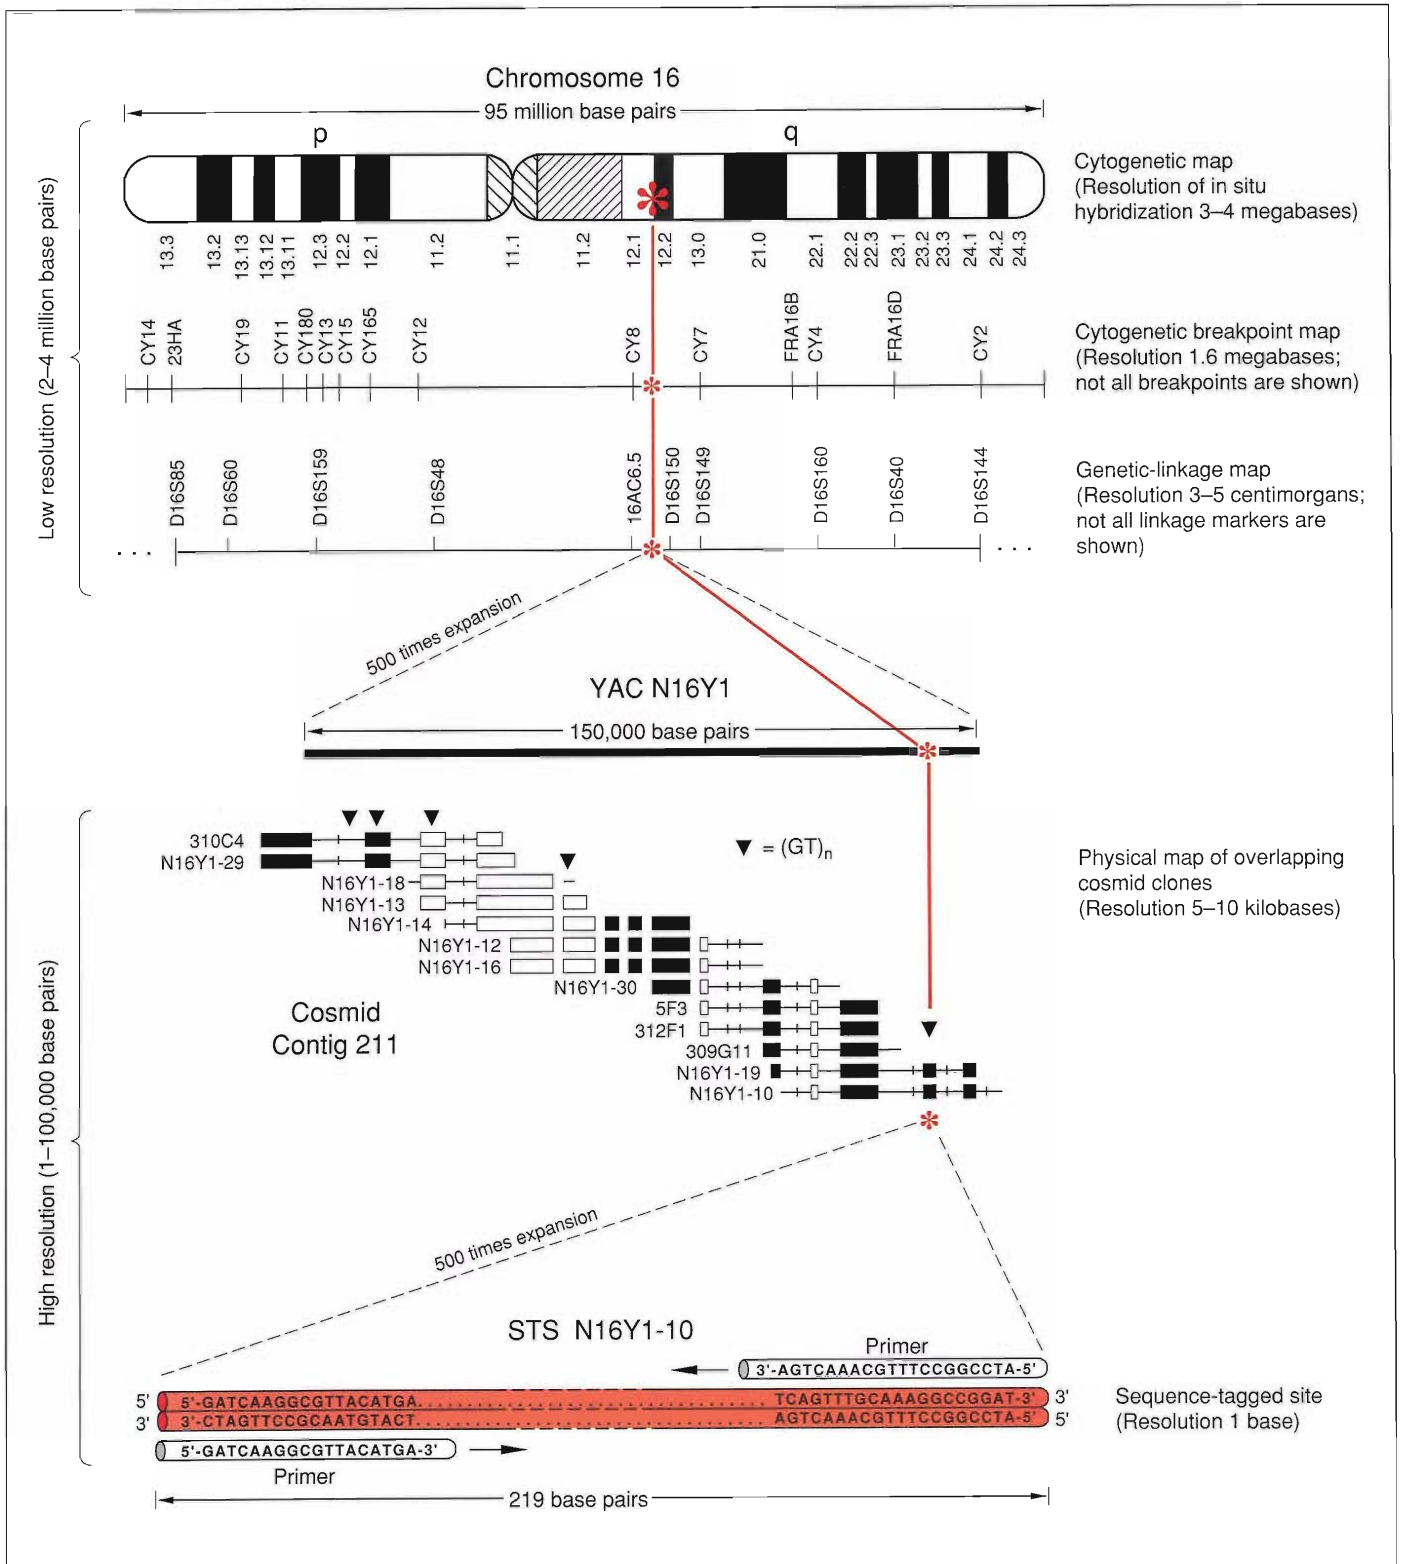 Chromosome 16
95 million base pairs
p
q
Cytogenetic map
(Resolution of in situ
hybridization 3–4 megabases)
13.3
13.2
13.13
13.12
13.11
12.3
12.2
12.1
11.2
11.1
11.2
12.1
12.2
13.0
21.0
22.1
22.2
22.3
23.1
23.2
23.3
24.1
24.2
24.3
Low resolution (2–4 million base pairs)
CY14
23HA
CY19
CY11
CY180
CY13
CY15
CY165
CY12
CY8
CY7
FRA16B
CY4
FRA16D
CY2
Cytogenetic breakpoint map
(Resolution 1.6 megabases;
not all breakpoints are shown)
D16S85
D16S60
D16S159
D16S48
16AC6.5
D16S150
D16S149
D16S160
D16S40
D16S144
Genetic-linkage map
(Resolution 3–5 centimorgans;
not all linkage markers are
shown)
. . .
. . .
500 times expansion
YAC N16Y1
150,000 base pairs
310C4
N16Y1-29
N16Y1-18
N16Y1-13
N16Y1-14
N16Y1-12
N16Y1-16
N16Y1-30
5F3
312F1
309G11
N16Y1-19
N16Y1-10
▼ = (GT)n
Physical map of overlapping
cosmid clones
(Resolution 5–10 kilobases)
Cosmid
Contig 211
High resolution (1–100,000 base pairs)
500 times expansion
STS N16Y1-10
Primer
3'-AGTCAAACGTTTCCGGCCTA-5'
5' 5'-GATCAAGGCGTTACATGA. . . . . . . . . . TCAGTTTGCAAAGGCCGGAT-3' 3'
3' 3'-CTAGTTCCGCAATGTACT. . . . . . . . . . AGTCAAACGTTTCCGGCCTA-5' 5'
5'-GATCAAGGCGTTACATGA-3'
Primer
Sequence-tagged site
(Resolution 1 base)
219 base pairs